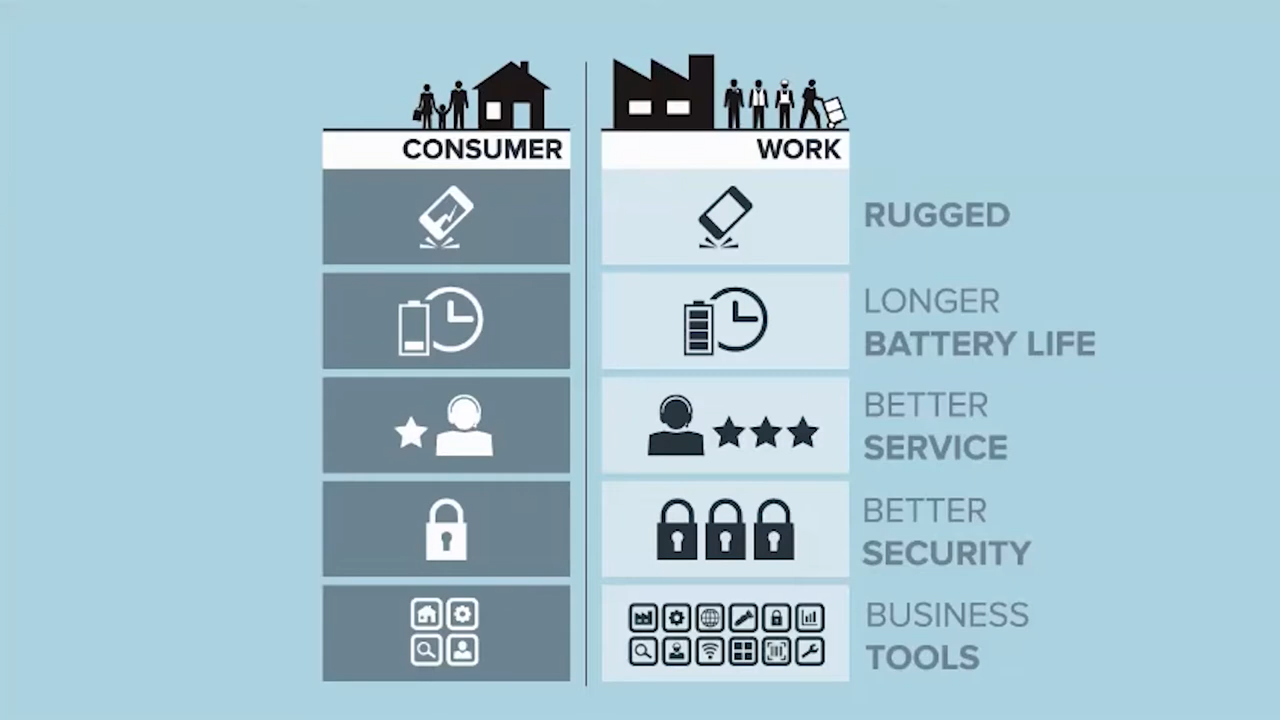 CONSUMER
WORK
RUGGED
LONGER
BATTERY LIFE
BETTER
SERVICE
BETTER
SECURITY
BUSINESS
TOOLS